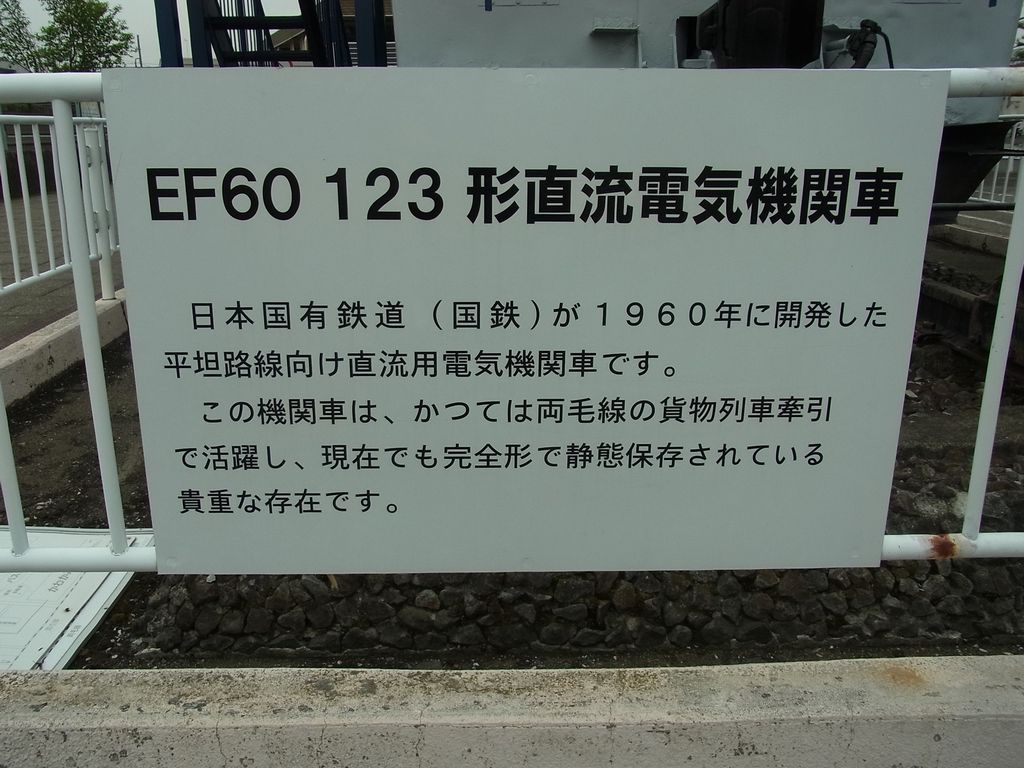 EF60 123 形直流電気機関車
日本国有鉄道（国鉄）が１９６０年に開発した
平坦路線向け直流用電気機関車です。
この機関車は、かつては両毛線の貨物列車牽引
で活躍し、現在でも完全形で静態保存されている
貴重な存在です。